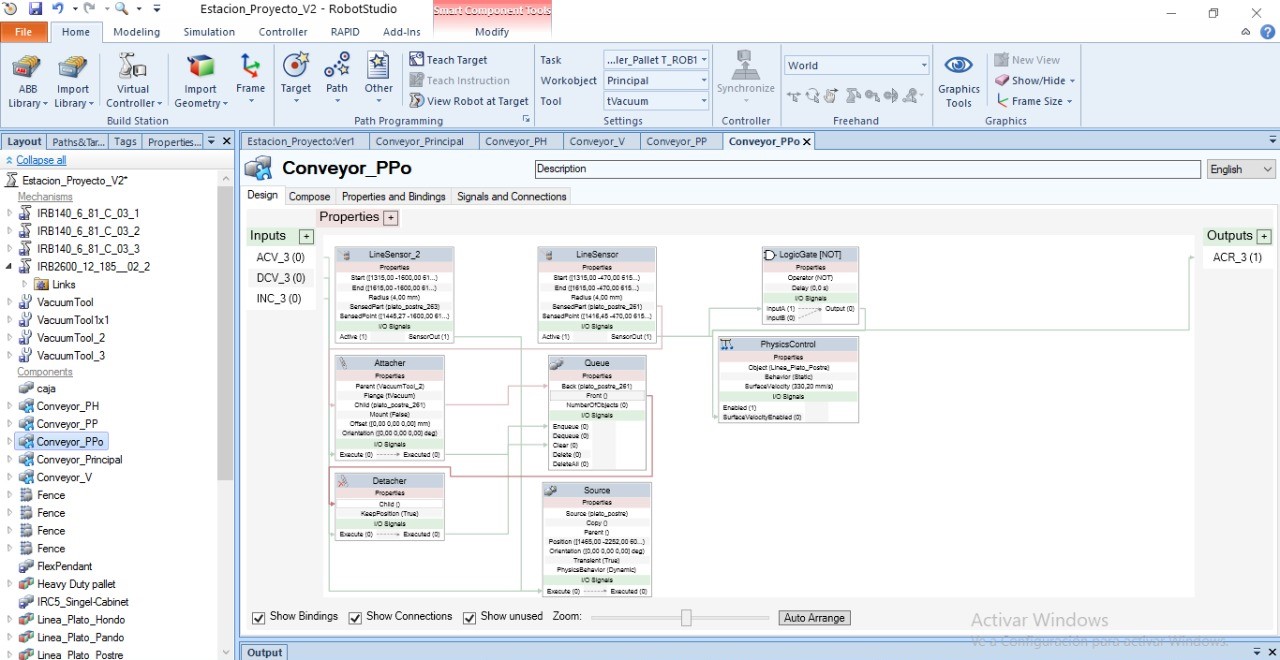 Estacion_Proyecto_V2 - RobotStudio
Smart Component Tools
File Home Modeling Simulation Controller RAPID Add-Ins Modify
ABB Library
Import Library
Virtual Controller
Import Geometry
Frame
Build Station
Target
Path
Other
Teach Target
Teach Instruction
View Robot at Target
Path Programming
Task ...ler_Pallet T_ROB1
Workobject Principal
Tool tVacuum
Settings
Synchronize
Controller
World
Freehand
Graphics Tools
New View
Show/Hide
Frame Size
Graphics
Layout Paths&Tar... Tags Properties...
Collapse all
Estacion_Proyecto_V2*
Mechanisms
IRB140_6_81_C_03_1
IRB140_6_81_C_03_2
IRB140_6_81_C_03_3
IRB2600_12_185__02_2
Links
VacuumTool
VacuumTool1x1
VacuumTool_2
VacuumTool_3
Components
caja
Conveyor_PH
Conveyor_PP
Conveyor_PPo
Conveyor_Principal
Conveyor_V
Fence
Fence
Fence
Fence
FlexPendant
Heavy Duty pallet
IRC5_Singel-Cabinet
Linea_Plato_Hondo
Linea_Plato_Pando
Linea_Plato_Postre
Estacion_Proyecto:Ver1 Conveyor_Principal Conveyor_PH Conveyor_V Conveyor_PP Conveyor_PPo
Conveyor_PPo
Description
English
Design Compose Properties and Bindings Signals and Connections
Properties +
Inputs +
ACV_3 (0)
DCV_3 (0)
INC_3 (0)
Outputs +
ACR_3 (1)
LineSensor_2
Properties
Start ([1315,00 -1600,00 61...)
End ([1615,00 -1600,00 61...)
Radius (4,00 mm)
SensedPart (plato_postre_263)
SensedPoint ([1445,27 -1600,00 61...)
I/O Signals
Active (1) SensorOut (1)
LineSensor
Properties
Start ([1315,00 -470,00 615...)
End ([1615,00 -470,00 615...)
Radius (4,00 mm)
SensedPart (plato_postre_261)
SensedPoint ([1416,45 -470,00 615...)
I/O Signals
Active (1) SensorOut (1)
LogicGate [NOT]
Properties
Operator (NOT)
Delay (0,0 s)
I/O Signals
InputA (1) Output (0)
InputB (0)
PhysicsControl
Properties
Object (Linea_Plato_Postre)
Behavior (Static)
SurfaceVelocity (330,20 mm/s)
I/O Signals
Enabled (1)
SurfaceVelocityEnabled (0)
Attacher
Properties
Parent (VacuumTool_2)
Flange (tVacuum)
Child (plato_postre_261)
Mount (False)
Offset ([0,00 0,00 0,00] mm)
Orientation ([0,00 0,00 0,00] deg)
I/O Signals
Execute (0) Executed (0)
Queue
Properties
Back (plato_postre_261)
Front ()
NumberOfObjects (0)
I/O Signals
Enqueue (0)
Dequeue (0)
Clear (0)
Delete (0)
DeleteAll (0)
Detacher
Properties
Child ()
KeepPosition (True)
I/O Signals
Execute (0) Executed (0)
Source
Properties
Source (plato_postre)
Copy ()
Parent ()
Position ([1465,00 -2252,00 60...)
Orientation ([0,00 0,00 0,00] deg)
Transient (True)
PhysicsBehavior (Dynamic)
I/O Signals
Execute (0) Executed (0)
Show Bindings Show Connections Show unused Zoom: Auto Arrange
Activar Windows
Ve a Configuración para activar Windows.
Output